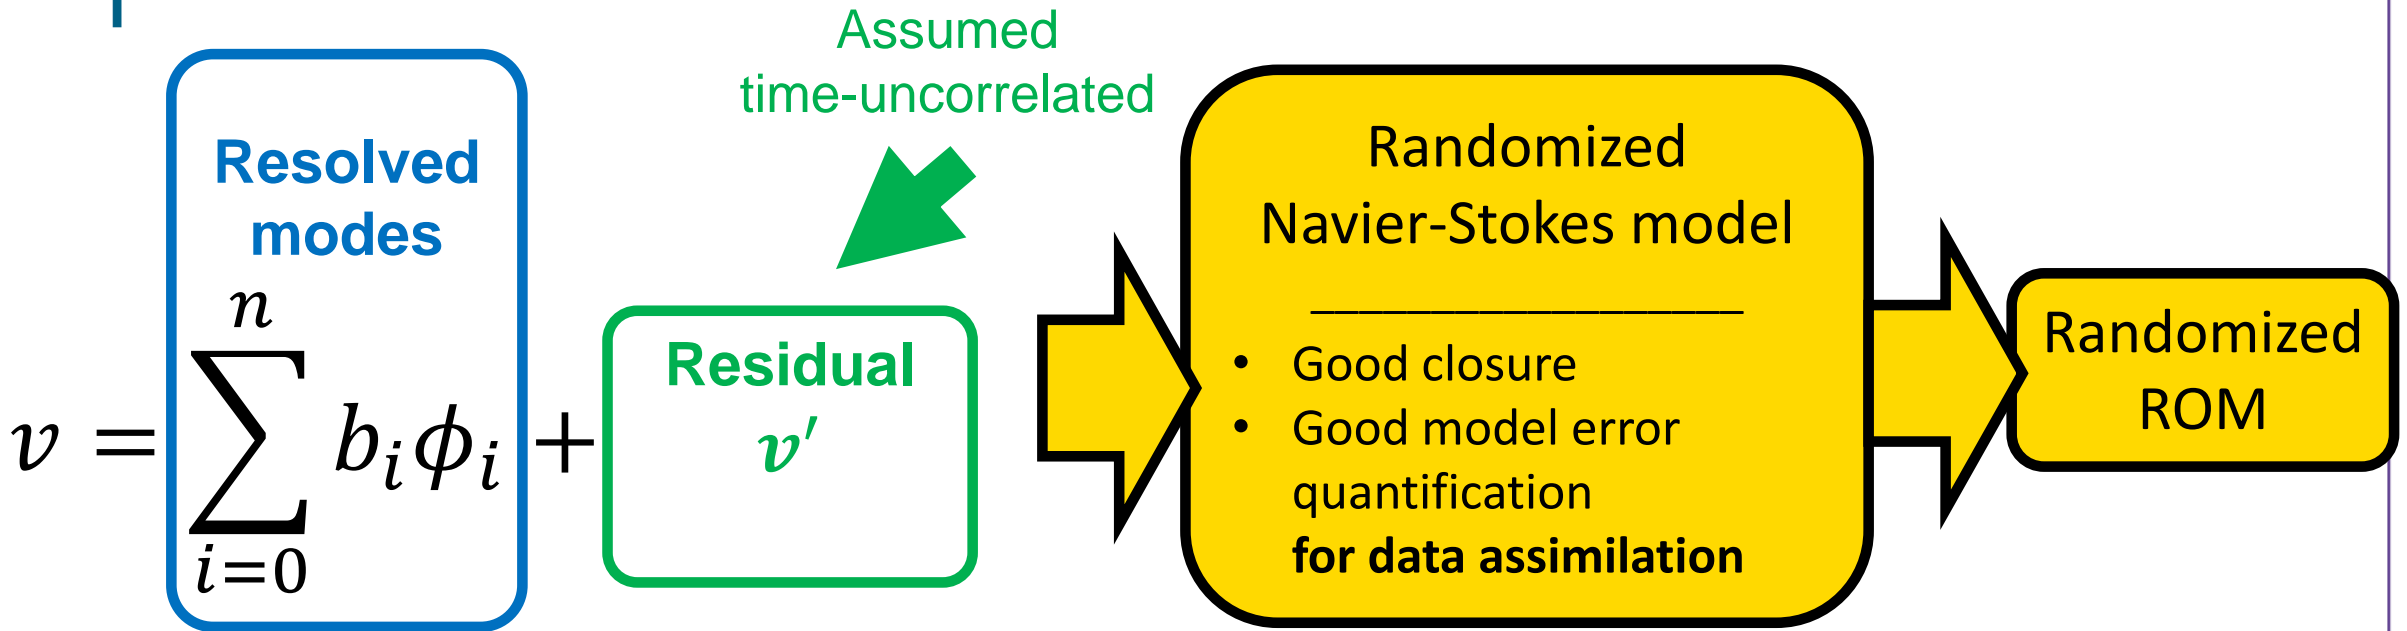 Assumed
time-uncorrelated
Resolved
modes
v = ∑_{i=0}^{n} b_i ϕ_i +
Residual
v′
Randomized
Navier-Stokes model
__________________
• Good closure
• Good model error
quantification
for data assimilation
Randomized
ROM